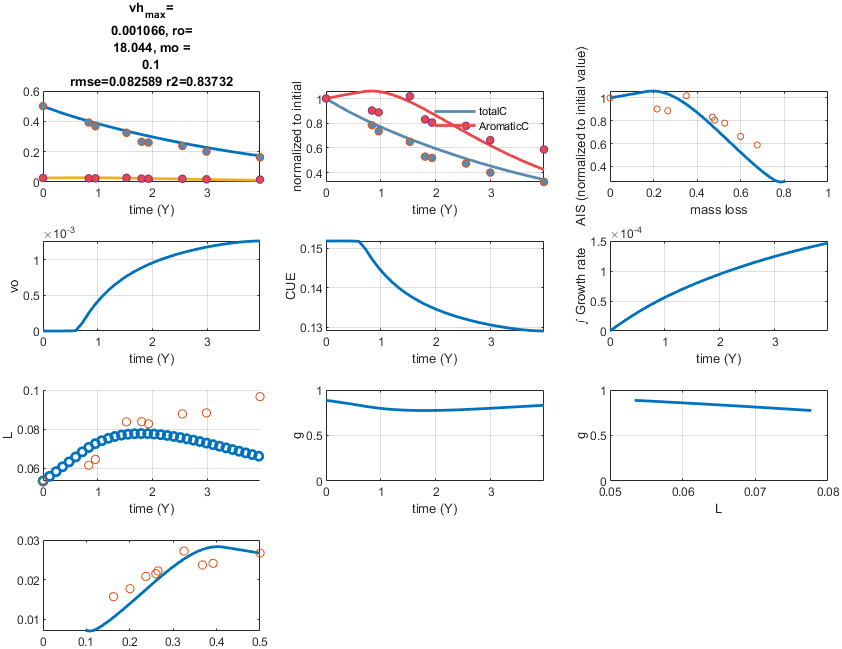 vhmax=
0.001066, ro=
18.044, mo =
0.1
rmse=0.082589 r2=0.83732
0.6
0.4
0.2
0
0 1 2 3
time (Y)
normalized to initial
1
0.8
0.6
0.4
totalC
AromaticC
0 1 2 3
time (Y)
AIS (normalized to initial value)
1
0.8
0.6
0.4
0 0.2 0.4 0.6 0.8 1
mass loss
×10-3
vo
1
0.5
0
0 1 2 3
time (Y)
CUE
0.15
0.14
0.13
0 1 2 3
time (Y)
×10-4
∫ Growth rate
1.5
1
0.5
0
0 1 2 3
time (Y)
L
0.1
0.08
0.06
0 1 2 3
time (Y)
g
1
0.5
0
0 1 2 3
time (Y)
g
1
0.5
0
0.05 0.06 0.07 0.08
L
0.03
0.02
0.01
0 0.1 0.2 0.3 0.4 0.5